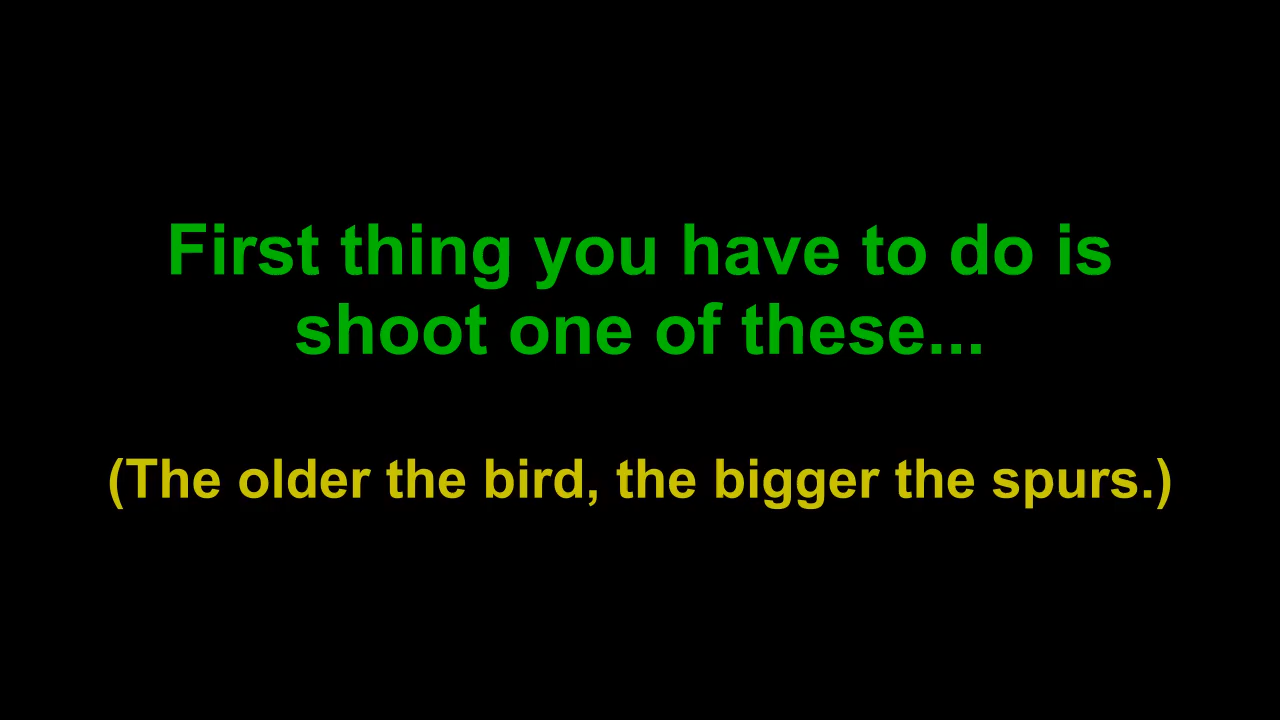 First thing you have to do is
shoot one of these...
(The older the bird, the bigger the spurs.)